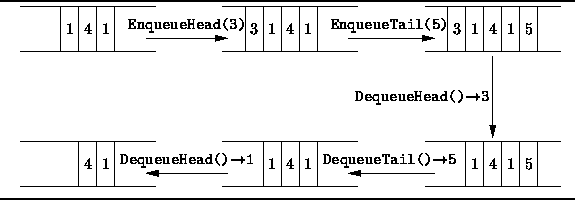 1 4 1 EnqueueHead(3) 3 1 4 1 EnqueueTail(5) 3 1 4 1 5
DequeueHead()→3
4 1 DequeueHead()→1 1 4 1 DequeueTail()→5 1 4 1 5